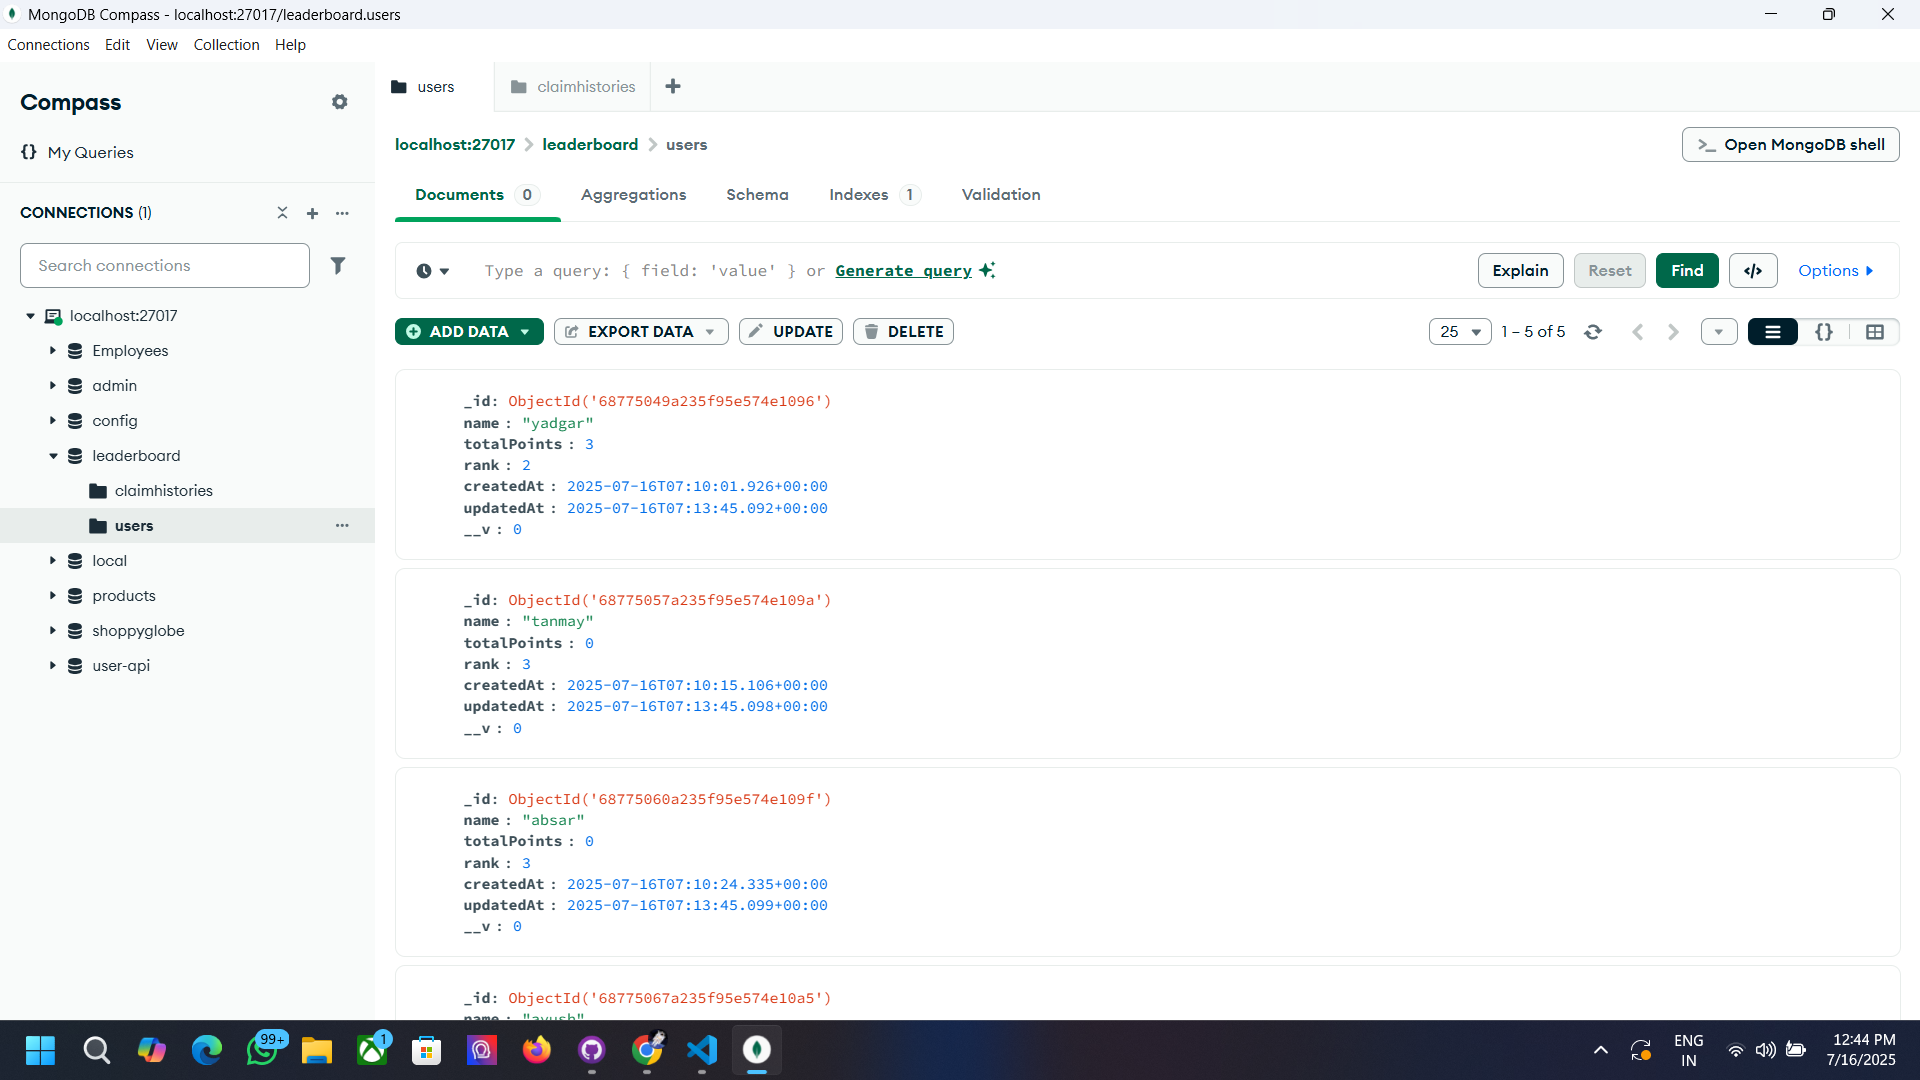 MongoDB Compass - localhost:27017/leaderboard.users
Connections Edit View Collection Help
Compass
{} My Queries
CONNECTIONS (1)
Search connections
localhost:27017
Employees
admin
config
leaderboard
claimhistories
users
local
products
shoppyglobe
user-api
users
claimhistories
localhost:27017 > leaderboard > users
>_ Open MongoDB shell
Documents 0 Aggregations Schema Indexes 1 Validation
Type a query: { field: 'value' } or Generate query
Explain Reset Find </> Options
ADD DATA EXPORT DATA UPDATE DELETE
25 1 – 5 of 5 {}
_id: ObjectId('68775049a235f95e574e1096')
name : "yadgar"
totalPoints : 3
rank : 2
createdAt : 2025-07-16T07:10:01.926+00:00
updatedAt : 2025-07-16T07:13:45.092+00:00
__v : 0
_id: ObjectId('68775057a235f95e574e109a')
name : "tanmay"
totalPoints : 0
rank : 3
createdAt : 2025-07-16T07:10:15.106+00:00
updatedAt : 2025-07-16T07:13:45.098+00:00
__v : 0
_id: ObjectId('68775060a235f95e574e109f')
name : "absar"
totalPoints : 0
rank : 3
createdAt : 2025-07-16T07:10:24.335+00:00
updatedAt : 2025-07-16T07:13:45.099+00:00
__v : 0
_id: ObjectId('68775067a235f95e574e10a5')
name : "ayush"
99+
1
ENG
IN
12:44 PM
7/16/2025